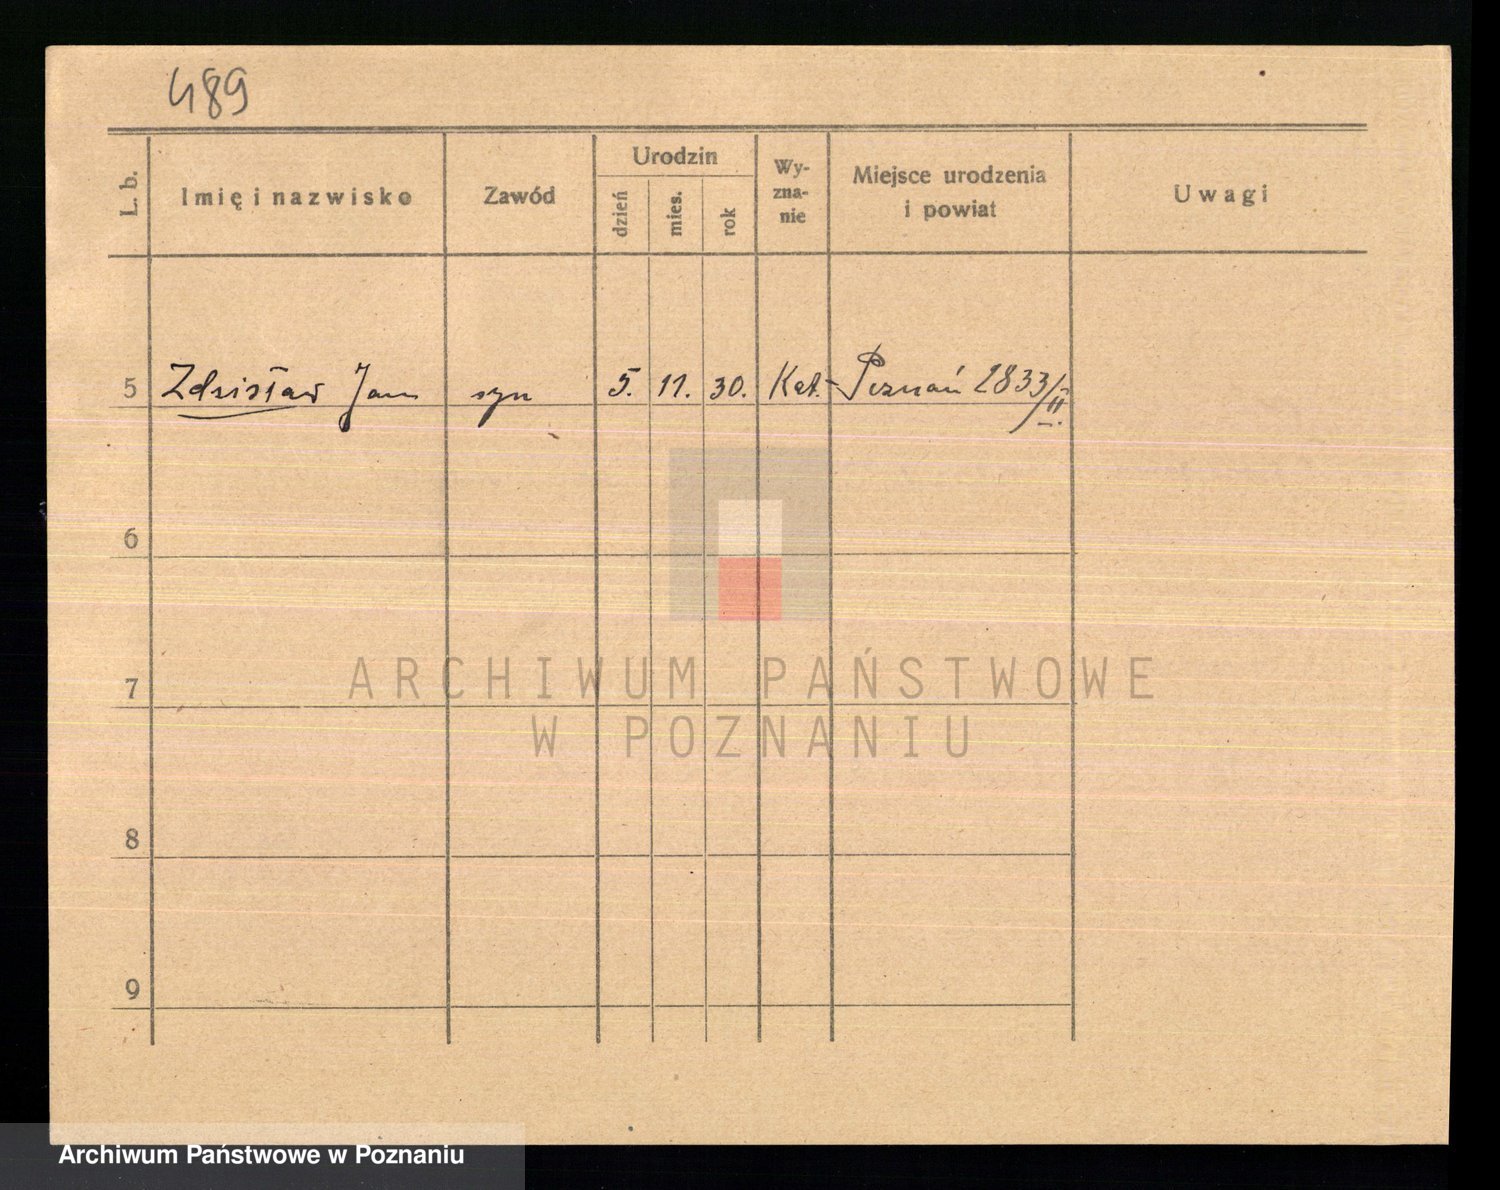 489
L. b.
Imię i nazwisko
Zawód
Urodzin
dzień
mies.
rok
Wy-
zna-
nie
Miejsce urodzenia
i powiat
Uwagi
5 Zdzisław Jan syn 5. 11. 30. Kat. Poznań 2833/II.
6
7
8
9
ARCHIWUM PAŃSTWOWE
W POZNANIU
Archiwum Państwowe w Poznaniu